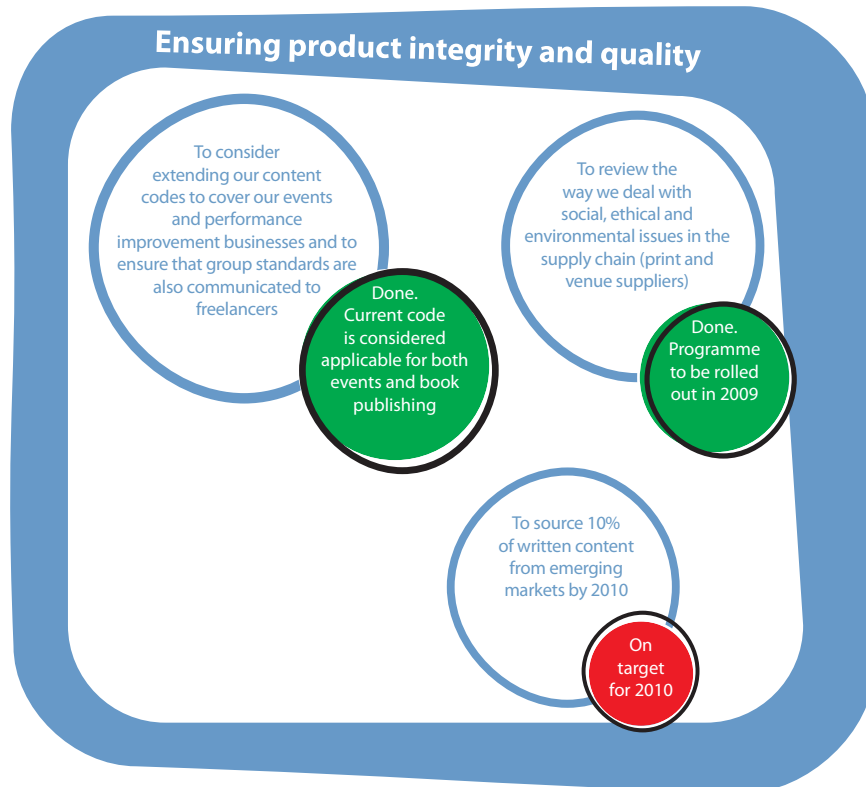 Ensuring product integrity and quality
To consider
extending our content
codes to cover our events
and performance
improvement businesses and to
ensure that group standards are
also communicated to
freelancers
Done.
Current code
is considered
applicable for both
events and book
publishing
To review the
way we deal with
social, ethical and
environmental issues in the
supply chain (print and
venue suppliers)
Done.
Programme
to be rolled
out in 2009
To source 10%
of written content
from emerging
markets by 2010
On
target
for 2010